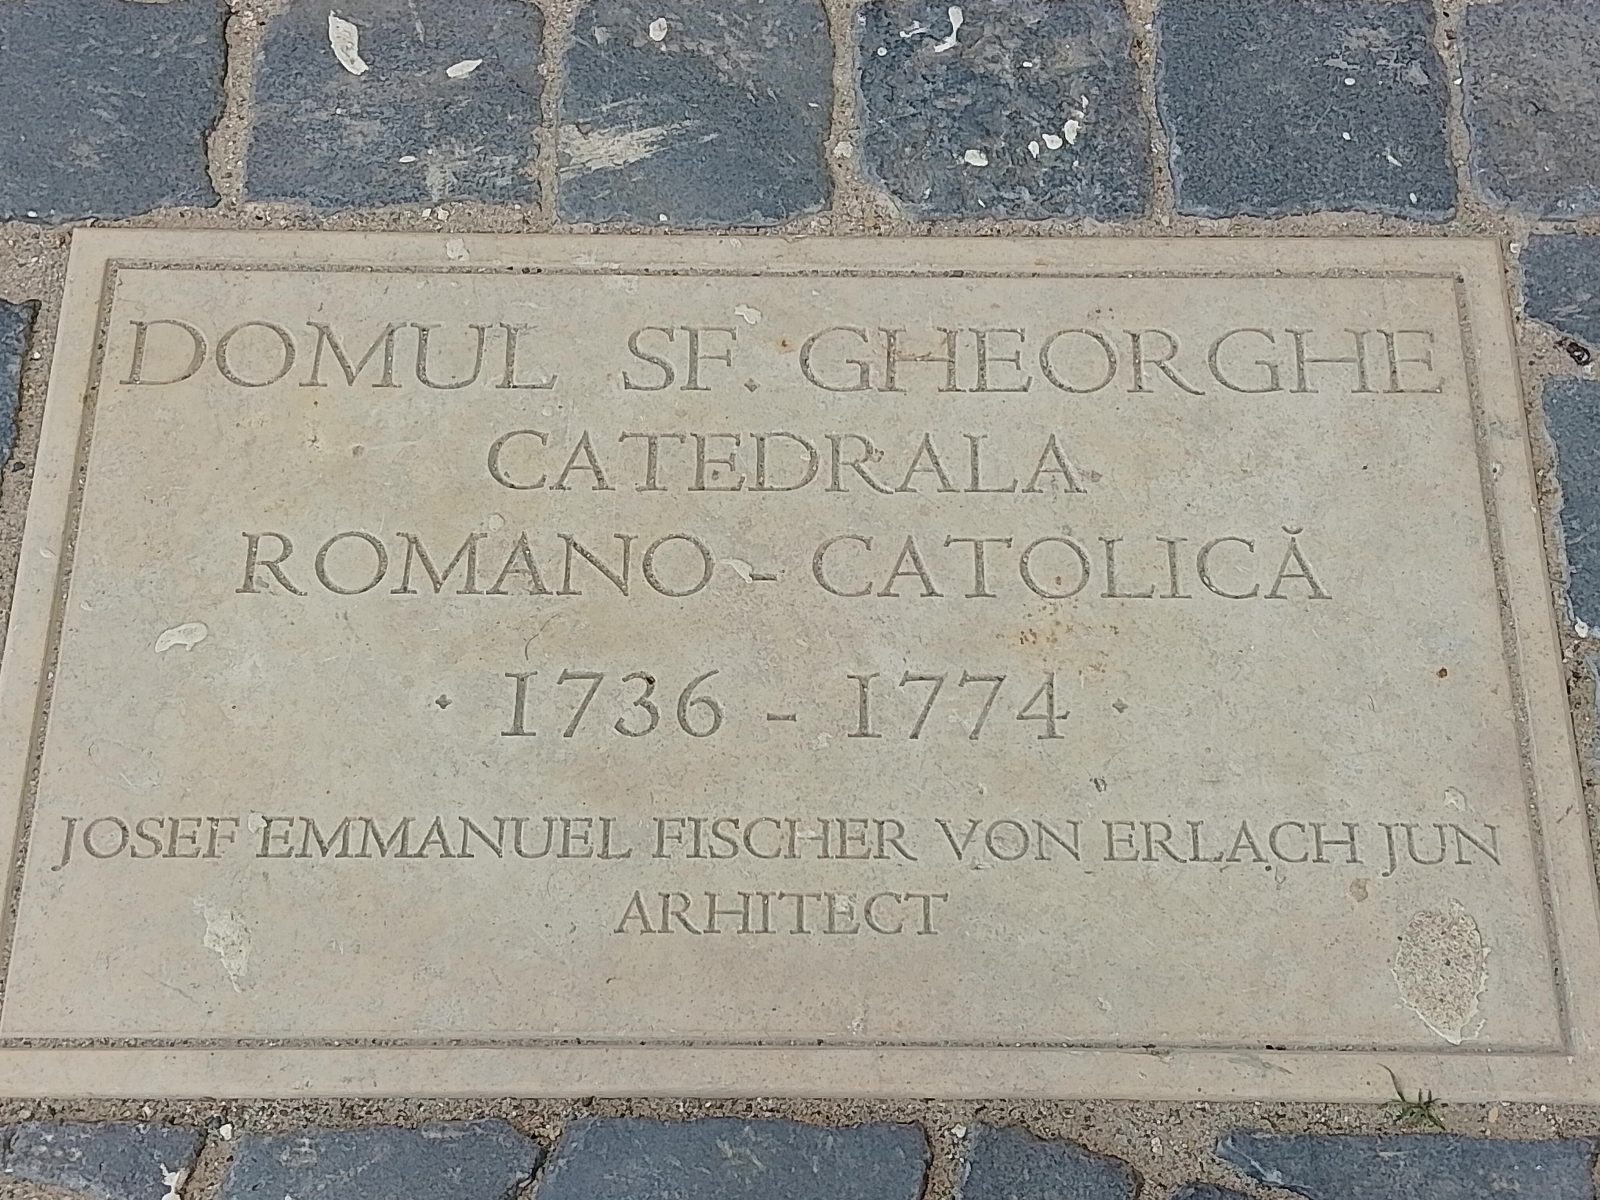 DOMUL SF. GHEORGHE
CATEDRALA
ROMANO - CATOLICĂ
· 1736 - 1774 ·
JOSEF EMMANUEL FISCHER VON ERLACH JUN
ARHITECT